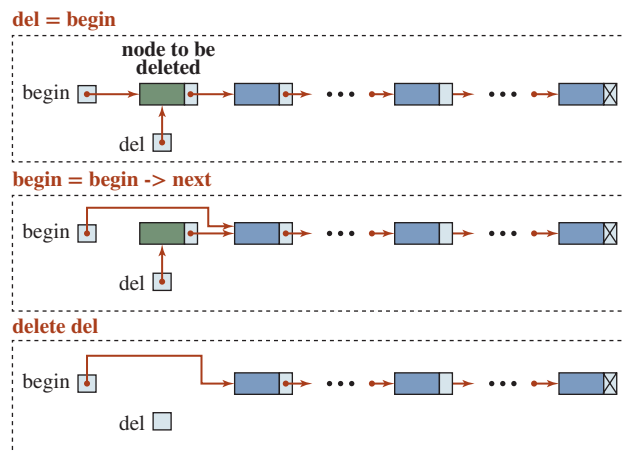 del = begin
node to be
deleted
begin
del
begin = begin -> next
begin
del
delete del
begin
del